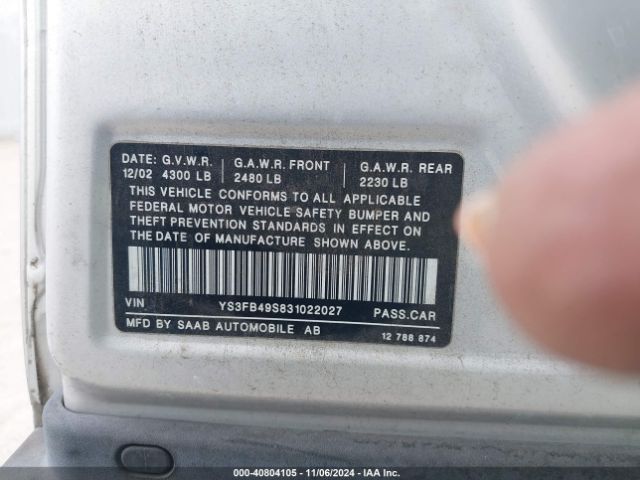 DATE: G.V.W.R. G.A.W.R. FRONT G.A.W.R. REAR
12/02 4300 LB 2480 LB 2230 LB
THIS VEHICLE CONFORMS TO ALL APPLICABLE
FEDERAL MOTOR VEHICLE SAFETY BUMPER AND
THEFT PREVENTION STANDARDS IN EFFECT ON
THE DATE OF MANUFACTURE SHOWN ABOVE.
VIN YS3FB49S831022027 PASS.CAR
MFD BY SAAB AUTOMOBILE AB
12 788 874
000-40804105 - 11/06/2024 - IAA Inc.